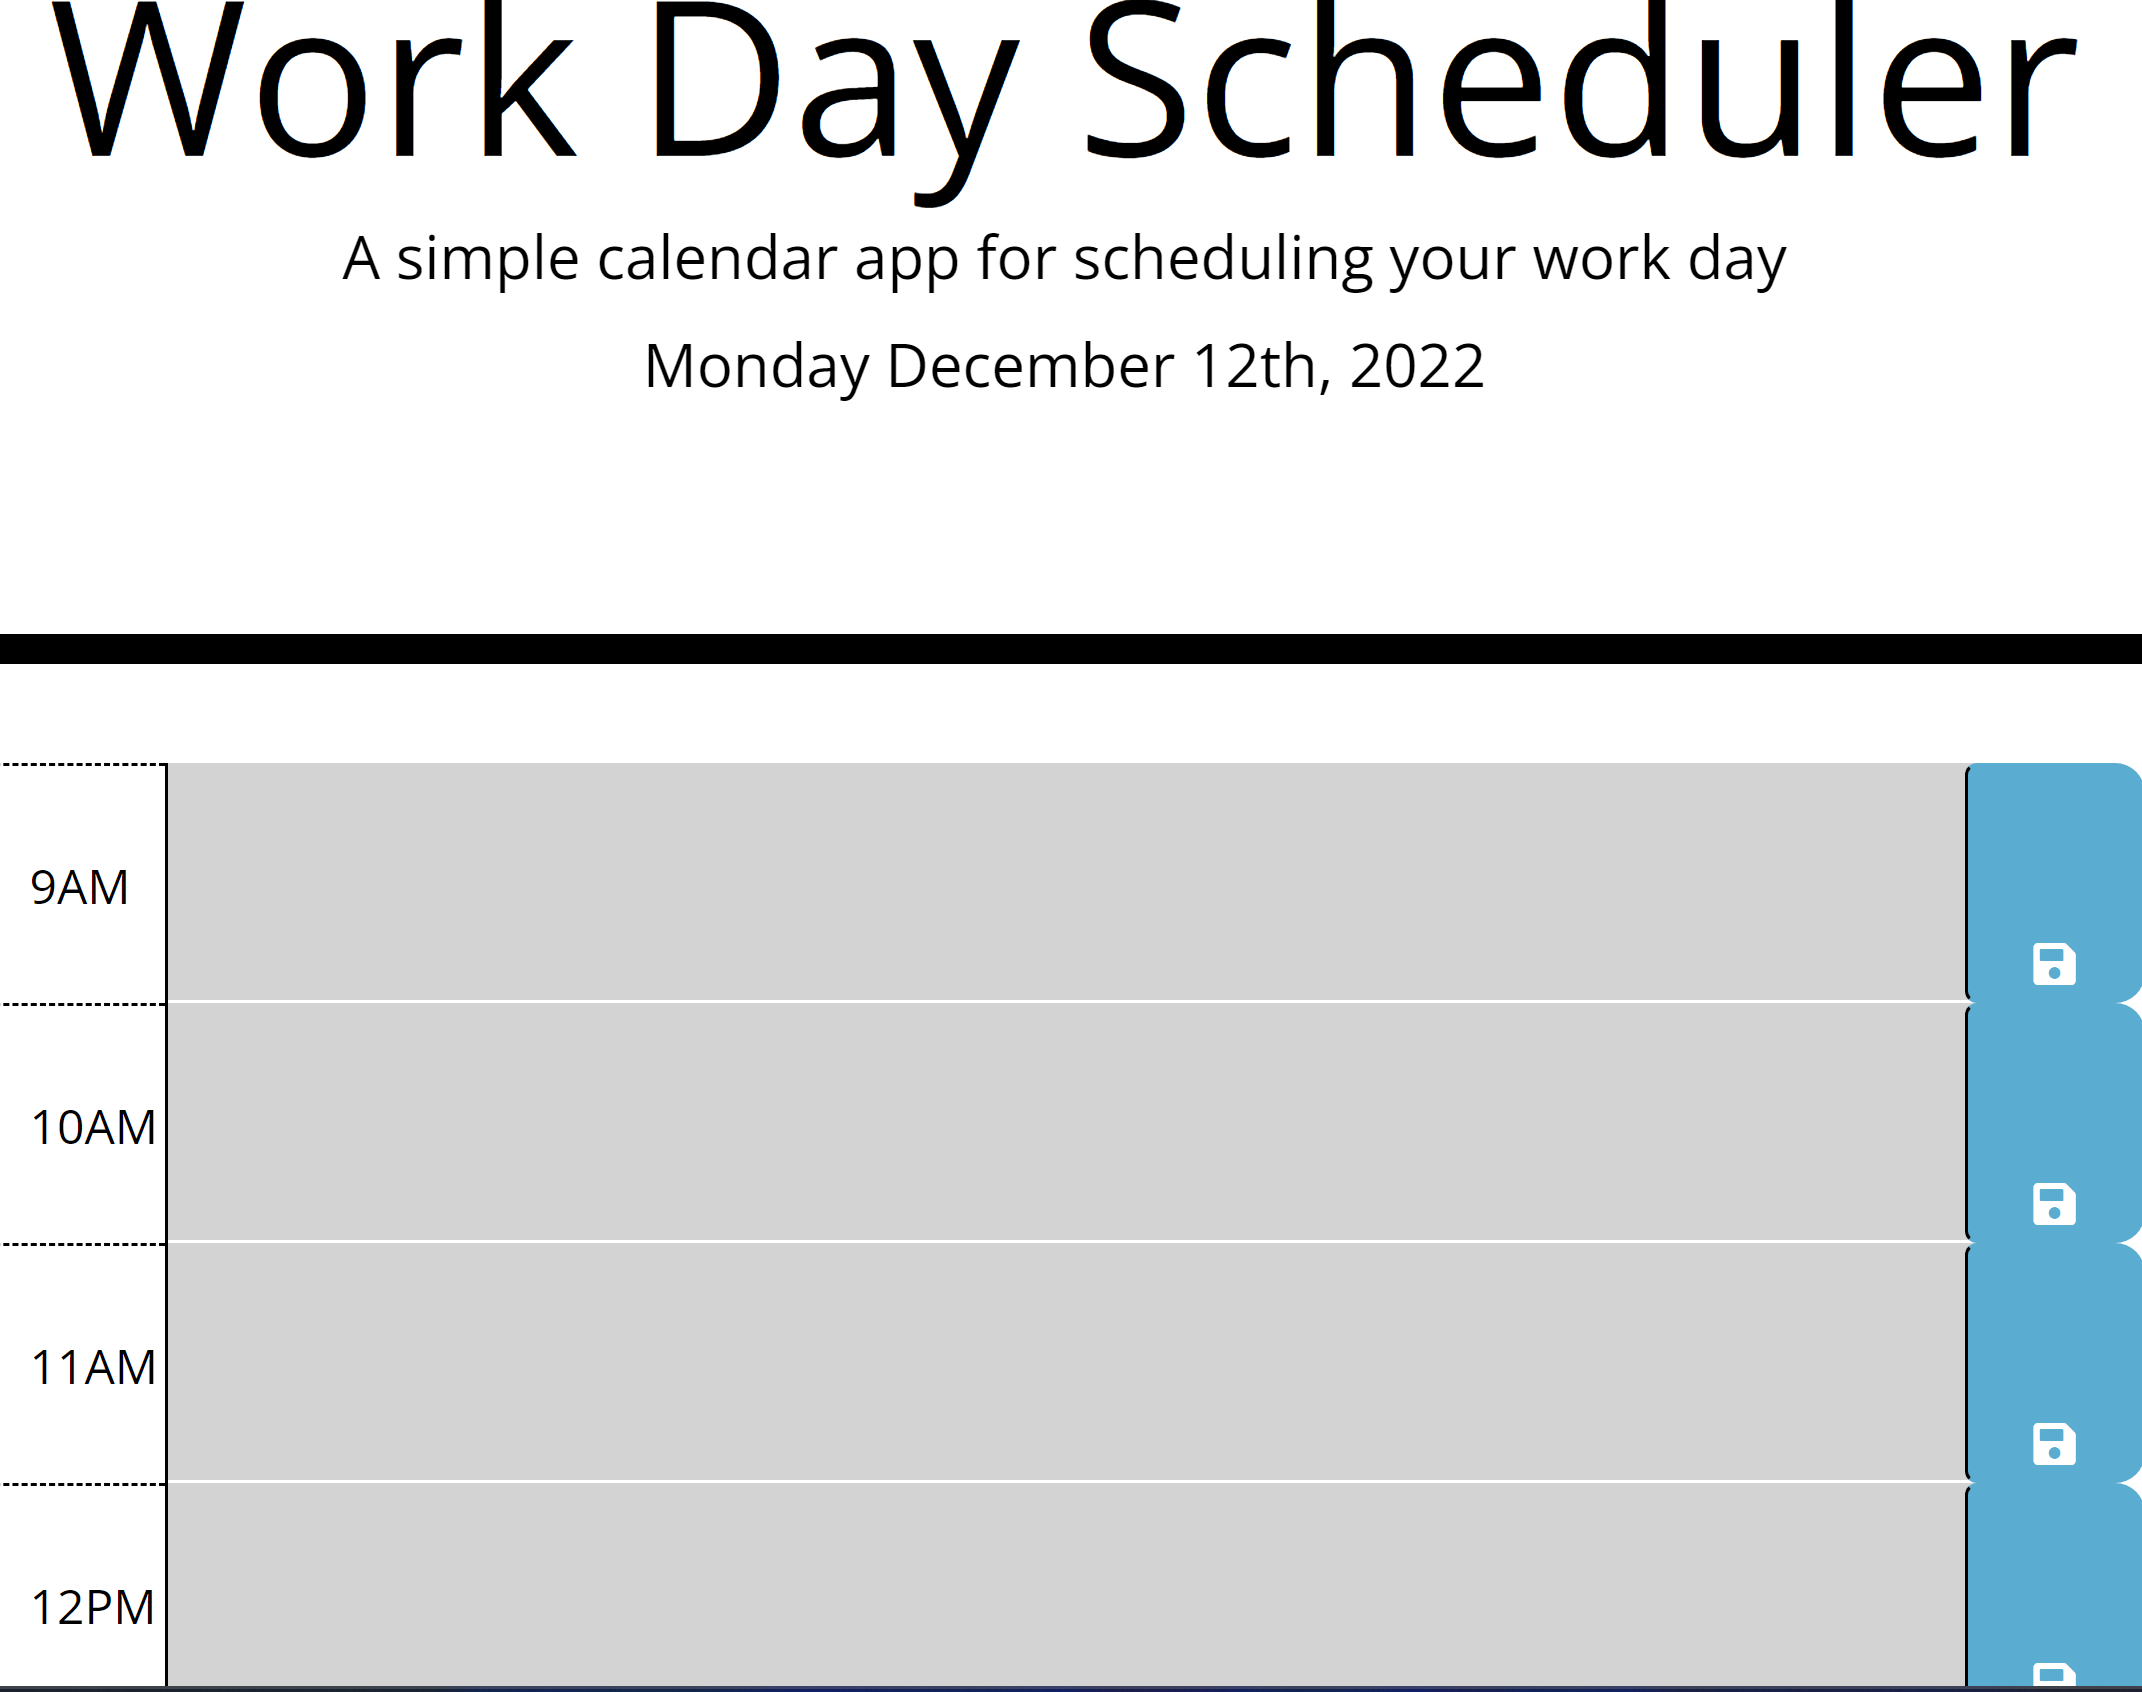 Work Day Scheduler
A simple calendar app for scheduling your work day
Monday December 12th, 2022
9AM
10AM
11AM
12PM